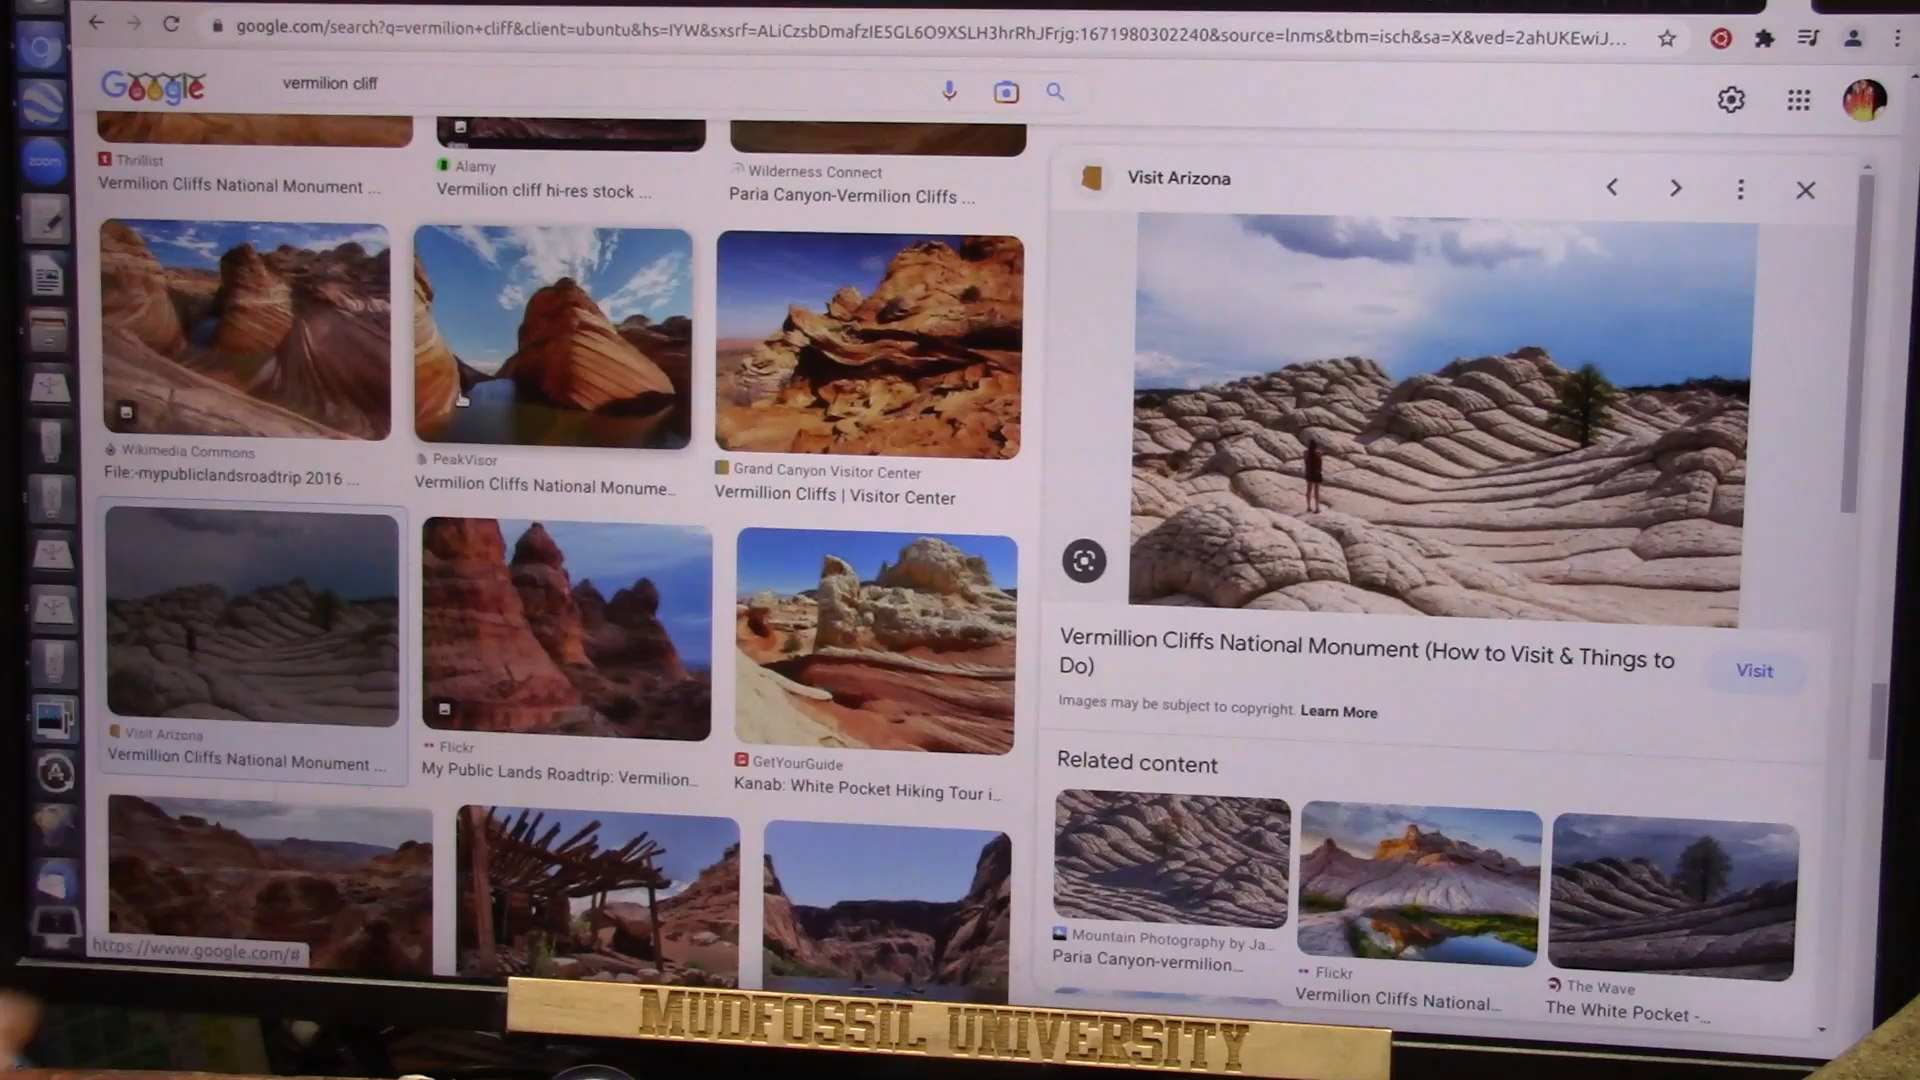 google.com/search?q=vermilion+cliff&client=ubuntu&hs=IYW&sxsrf=ALiCzsbDmafzIE5GL6O9XSLH3hrRhJFrjg:1671980302240&source=lnms&tbm=isch&sa=X&ved=2ahUKEwiJ...
Google
vermilion cliff
zoom
Thrillist
Vermilion Cliffs National Monument ...
Alamy
Vermilion cliff hi-res stock ...
Wilderness Connect
Paria Canyon-Vermilion Cliffs ...
Wikimedia Commons
File:-mypubliclandsroadtrip 2016 ...
PeakVisor
Vermilion Cliffs National Monume...
Grand Canyon Visitor Center
Vermillion Cliffs | Visitor Center
Visit Arizona
Vermillion Cliffs National Monument ...
Flickr
My Public Lands Roadtrip: Vermilion...
GetYourGuide
Kanab: White Pocket Hiking Tour i...
https://www.google.com/#
Visit Arizona
Vermillion Cliffs National Monument (How to Visit & Things to
Do)
Visit
Images may be subject to copyright. Learn More
Related content
Mountain Photography by Ja...
Paria Canyon-vermilion...
Flickr
Vermilion Cliffs National...
The Wave
The White Pocket -...
MUDFOSSIL UNIVERSITY